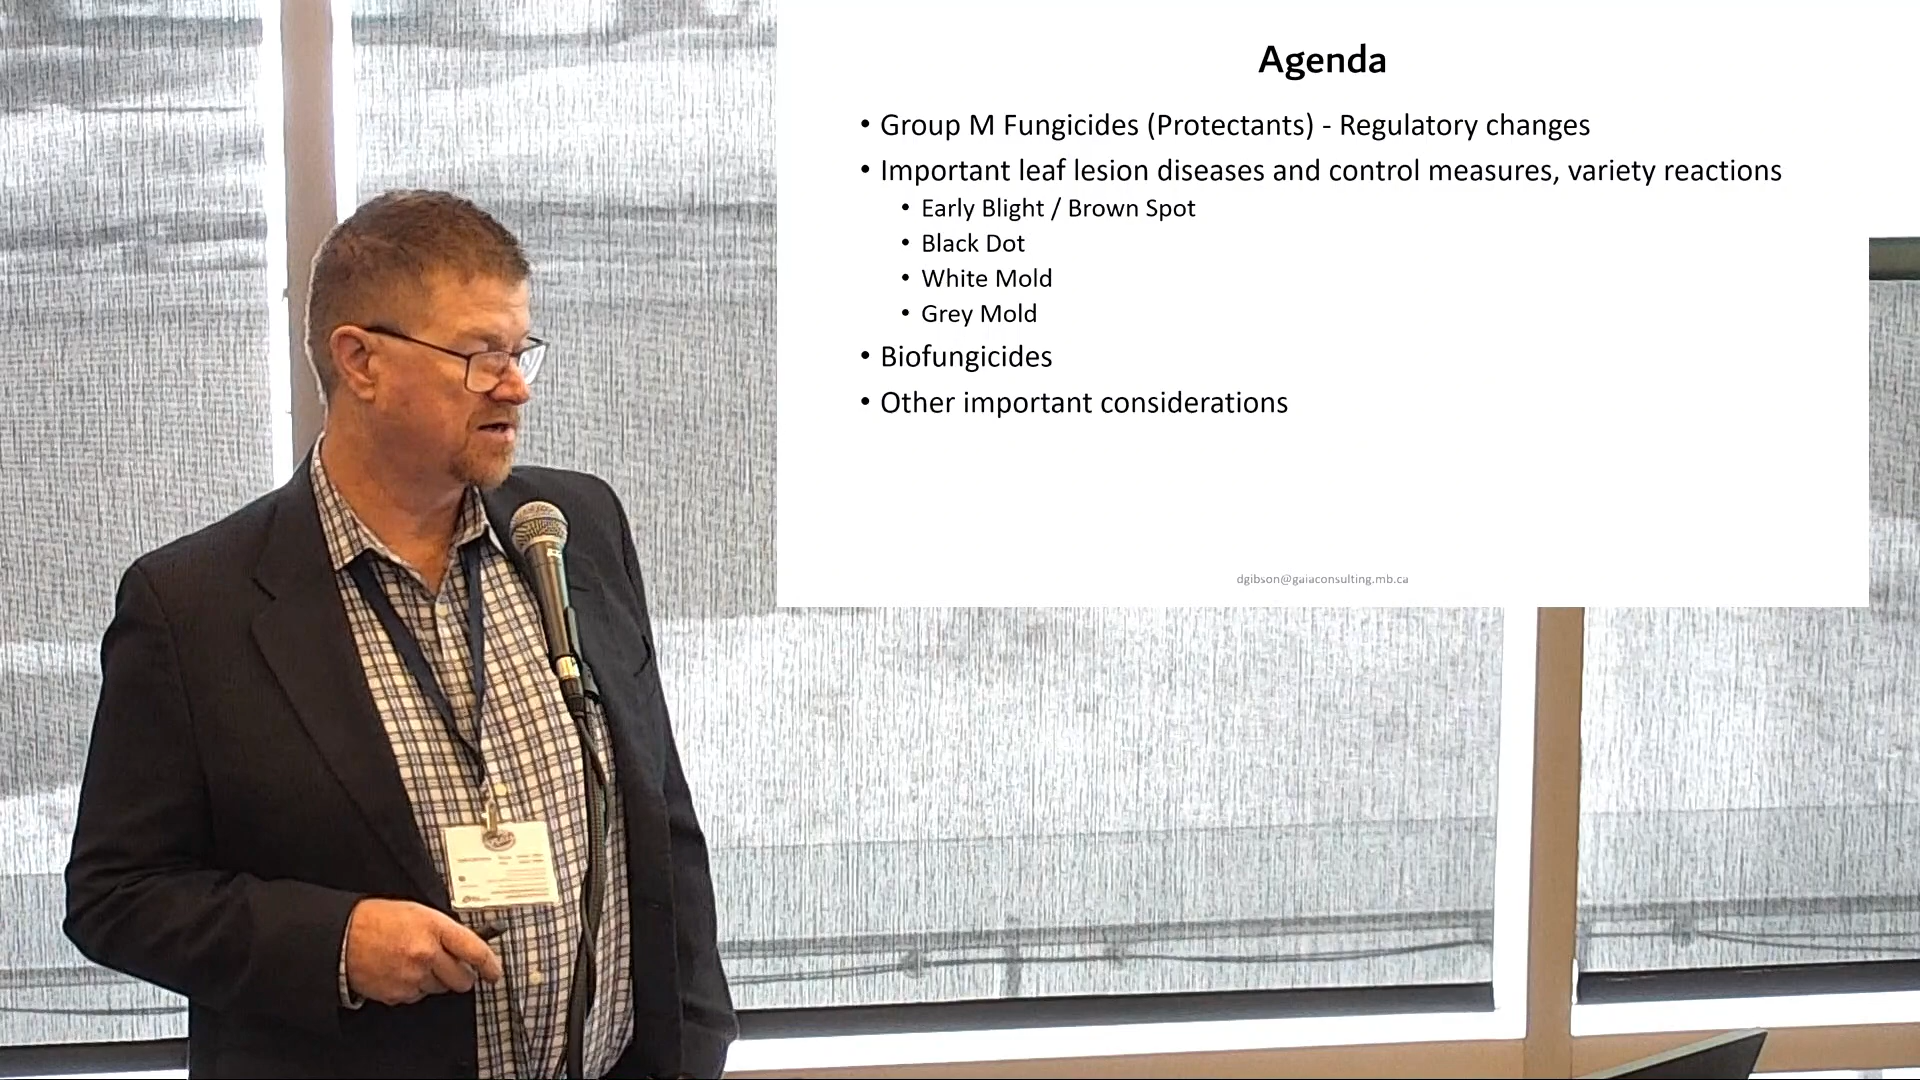 Agenda
• Group M Fungicides (Protectants) - Regulatory changes
• Important leaf lesion diseases and control measures, variety reactions
• Early Blight / Brown Spot
• Black Dot
• White Mold
• Grey Mold
• Biofungicides
• Other important considerations
dgibson@gaiaconsulting.mb.ca